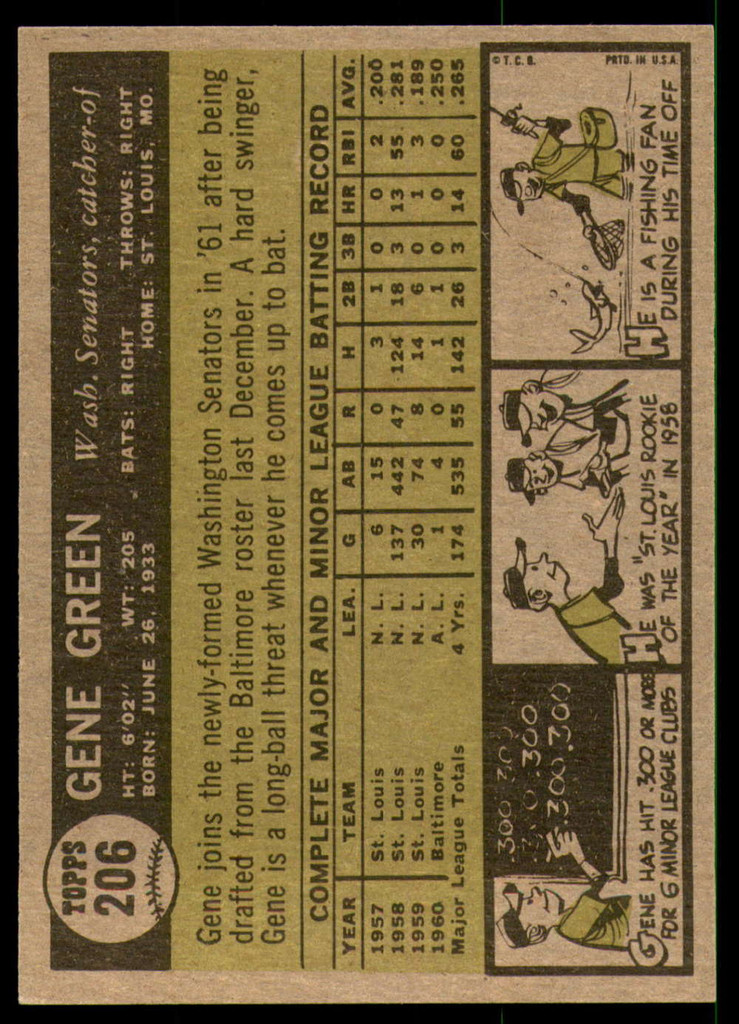 TOPPS
206
GENE GREEN Wash. Senators, catcher-of
HT: 6'02" WT: 205 BATS: RIGHT THROWS: RIGHT
BORN: JUNE 26, 1933 HOME: ST. LOUIS, MO.
Gene joins the newly-formed Washington Senators in '61 after being
drafted from the Baltimore roster last December. A hard swinger,
Gene is a long-ball threat whenever he comes up to bat.
COMPLETE MAJOR AND MINOR LEAGUE BATTING RECORD
YEAR TEAM LEA. G AB R H 2B 3B HR RBI AVG.
1957 St. Louis N. L. 6 15 0 3 1 0 0 2 .200
1958 St. Louis N. L. 137 442 47 124 18 3 13 55 .281
1959 St. Louis N. L. 30 74 8 14 6 0 1 3 .189
1960 Baltimore A. L. 1 4 0 1 1 0 0 0 .250
Major League Totals 4 Yrs. 174 535 55 142 26 3 14 60 .265
.300 .300
.300 .300
.300.300
GENE HAS HIT .300 OR MORE
FOR 6 MINOR LEAGUE CLUBS
HE WAS "ST. LOUIS ROOKIE
OF THE YEAR" IN 1958
© T. C. G. PRTD. IN U.S.A.
HE IS A FISHING FAN
DURING HIS TIME OFF